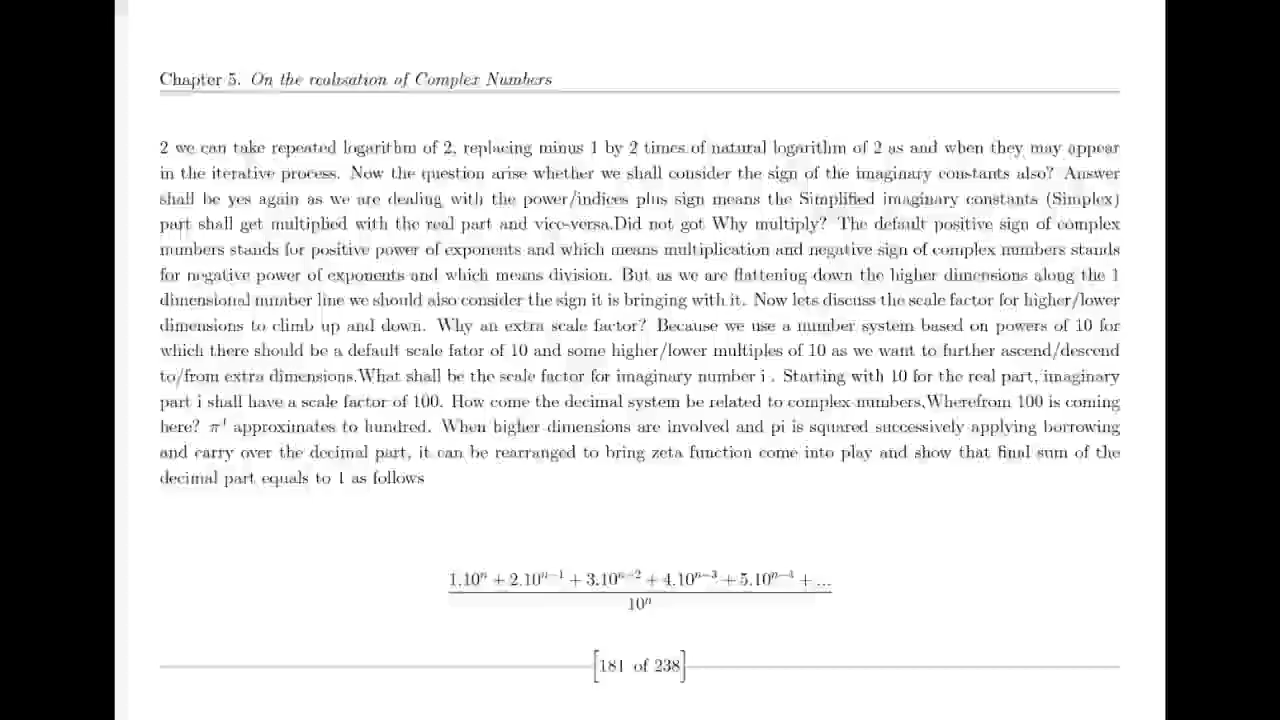 Chapter 5. On the realisation of Complex Numbers
2 we can take repeated logarithm of 2, replacing minus 1 by 2 times of natural logarithm of 2 as and when they may appear
in the iterative process. Now the question arise whether we shall consider the sign of the imaginary constants also? Answer
shall be yes again as we are dealing with the power/indices plus sign means the Simplified imaginary constants (Simplex)
part shall get multiplied with the real part and vice-versa.Did not got Why multiply? The default positive sign of complex
numbers stands for positive power of exponents and which means multiplication and negative sign of complex numbers stands
for negative power of exponents and which means division. But as we are flattening down the higher dimensions along the 1
dimensional number line we should also consider the sign it is bringing with it. Now lets discuss the scale factor for higher/lower
dimensions to climb up and down. Why an extra scale factor? Because we use a number system based on powers of 10 for
which there should be a default scale fator of 10 and some higher/lower multiples of 10 as we want to further ascend/descend
to/from extra dimensions.What shall be the scale factor for imaginary number i . Starting with 10 for the real part, imaginary
part i shall have a scale factor of 100. How come the decimal system be related to complex numbers,Wherefrom 100 is coming
here? π⁴ approximates to hundred. When higher dimensions are involved and pi is squared successively applying borrowing
and carry over the decimal part, it can be rearranged to bring zeta function come into play and show that final sum of the
decimal part equals to 1 as follows
1.10ⁿ + 2.10ⁿ⁻¹ + 3.10ⁿ⁻² + 4.10ⁿ⁻³ + 5.10ⁿ⁻⁴ + ...
10ⁿ
[181 of 238]